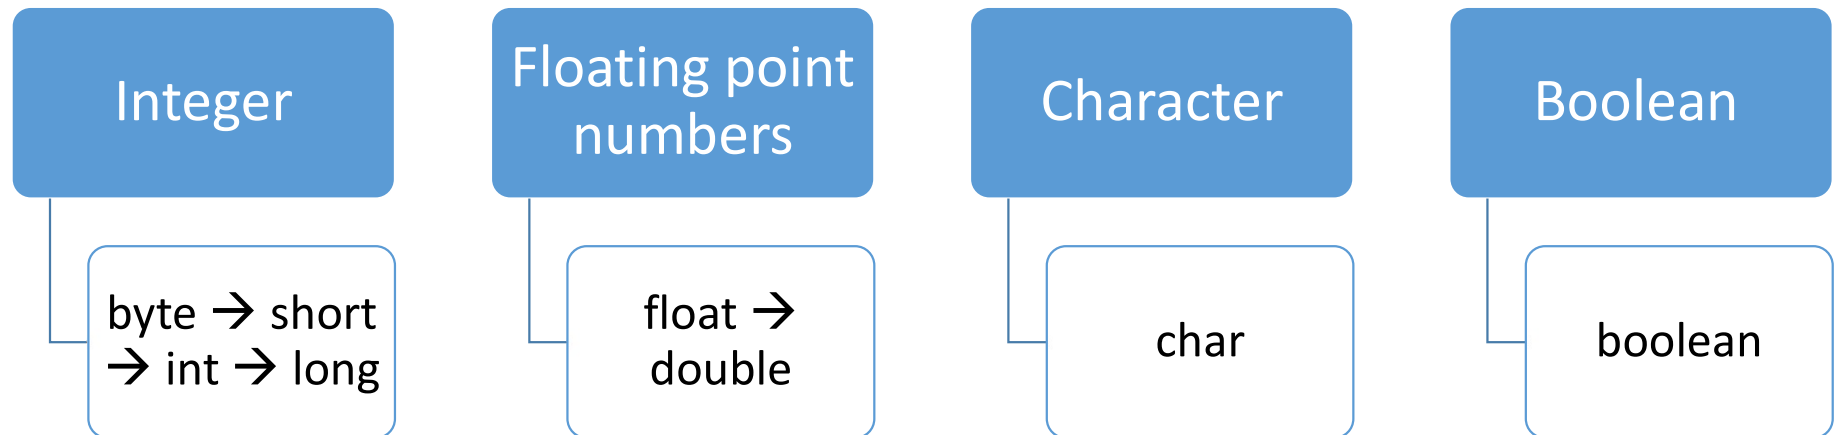 Integer
byte → short
→ int → long
Floating point
numbers
float →
double
Character
char
Boolean
boolean